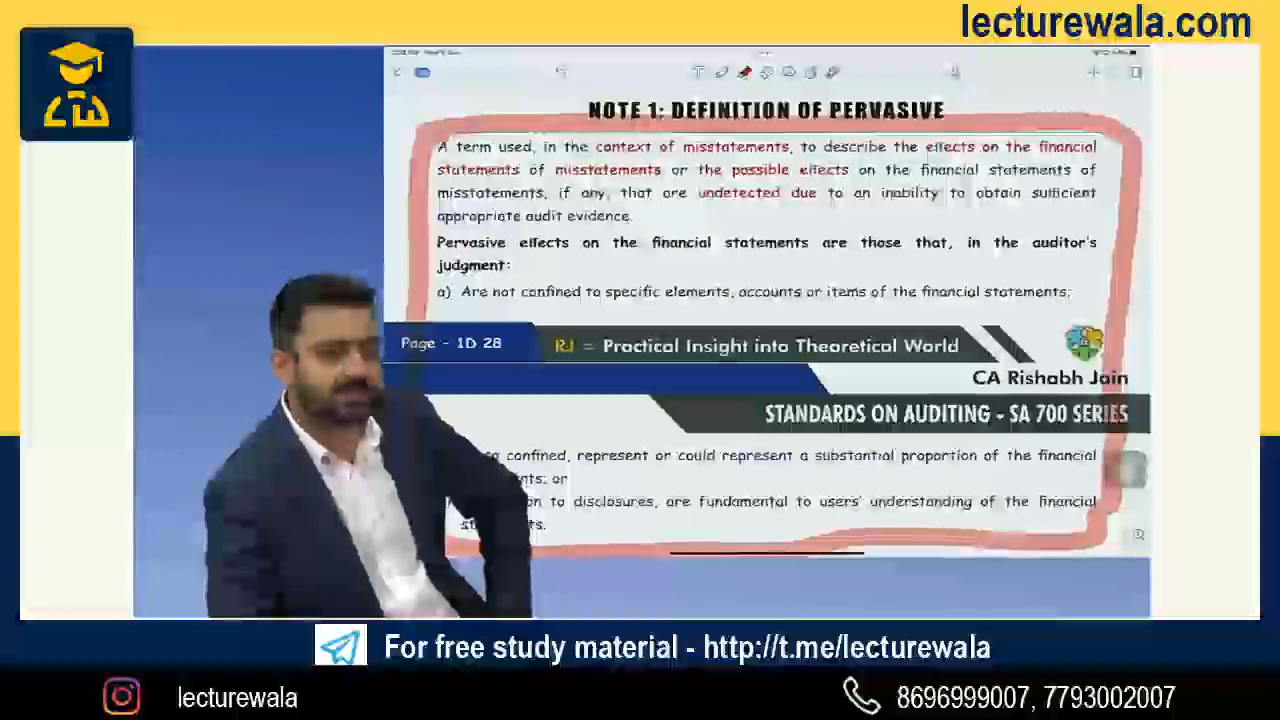 lecturewala.com
NOTE 1: DEFINITION OF PERVASIVE
A term used, in the context of misstatements, to describe the effects on the financial
statements of misstatements or the possible effects on the financial statements of
misstatements, if any, that are undetected due to an inability to obtain sufficient
appropriate audit evidence.
Pervasive effects on the financial statements are those that, in the auditor's
judgment:
a) Are not confined to specific elements, accounts or items of the financial statements;
Page - 1D.28
RJ = Practical Insight into Theoretical World
CA Rishabh Jain
STANDARDS ON AUDITING - SA 700 SERIES
confined, represent or could represent a substantial proportion of the financial
or
to disclosures, are fundamental to users' understanding of the financial
For free study material - http://t.me/lecturewala
lecturewala
8696999007, 7793002007